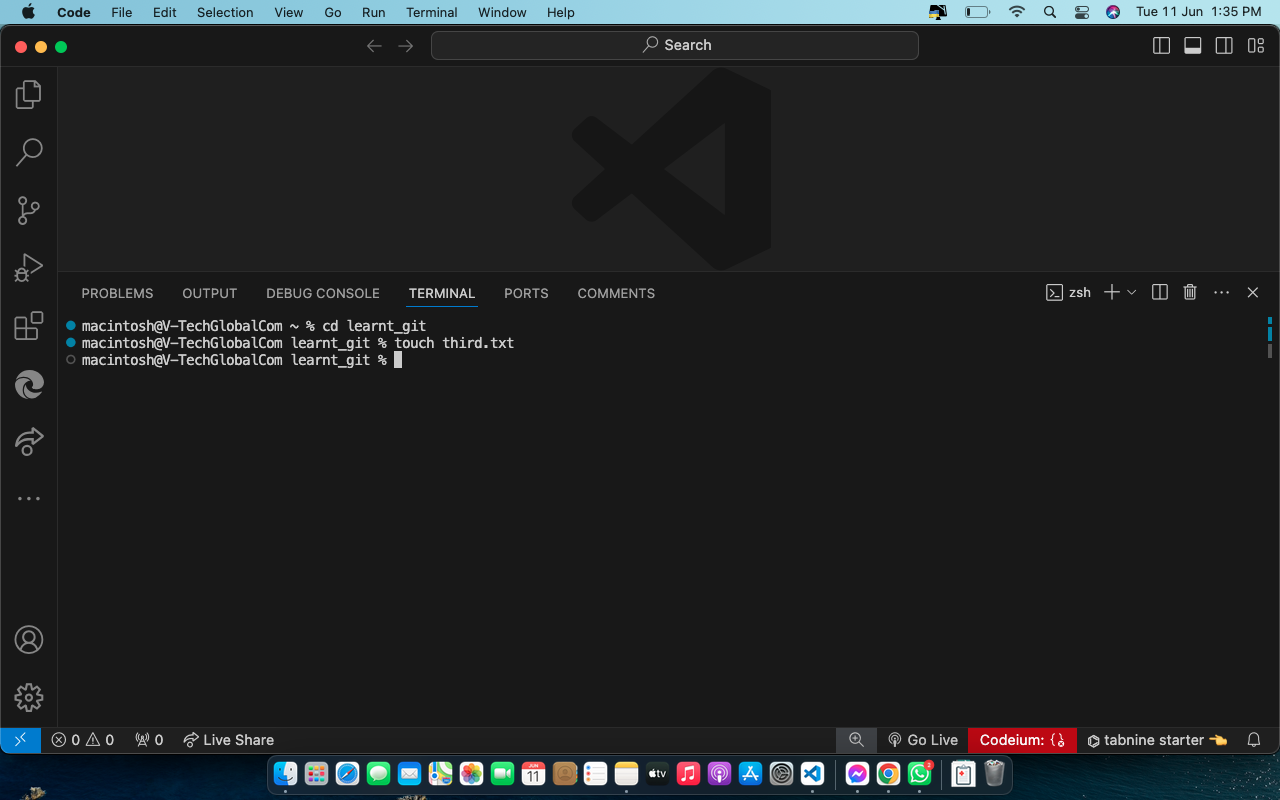 Code File Edit Selection View Go Run Terminal Window Help Tue 11 Jun 1:35 PM
Search
PROBLEMS OUTPUT DEBUG CONSOLE TERMINAL PORTS COMMENTS zsh
macintosh@V-TechGlobalCom ~ % cd learnt_git
macintosh@V-TechGlobalCom learnt_git % touch third.txt
macintosh@V-TechGlobalCom learnt_git %
0 0 0 Live Share Go Live Codeium: {} tabnine starter
JUN
11
tv
2